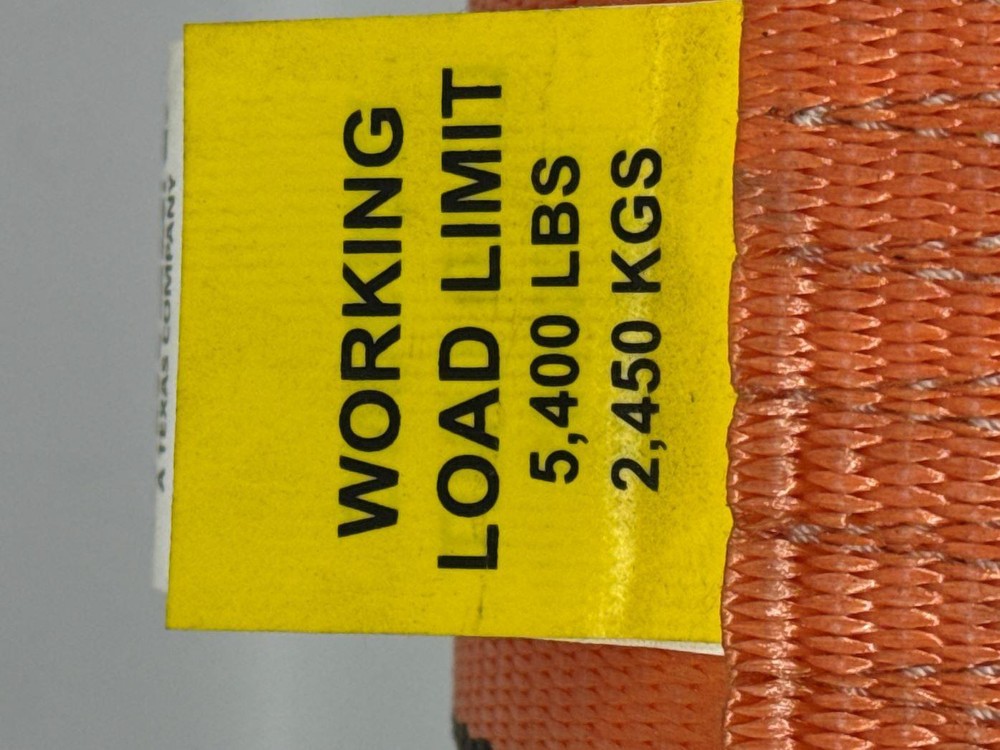 WORKING
LOAD LIMIT
5,400 LBS
2,450 KGS
A TEXAS COMPANY